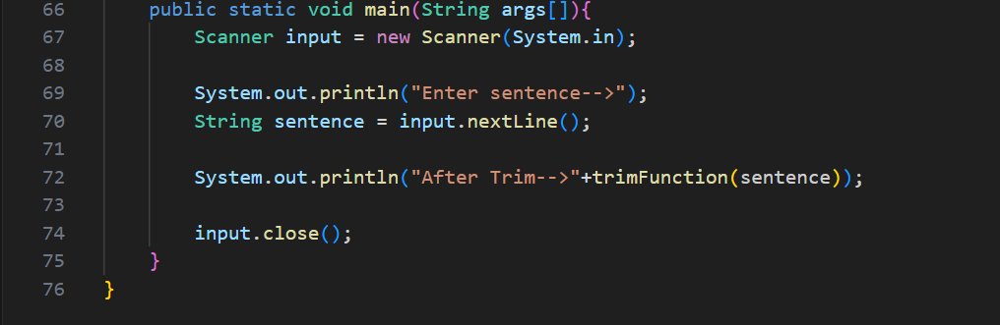 66 public static void main(String args[]){
67 Scanner input = new Scanner(System.in);
68
69 System.out.println("Enter sentence-->");
70 String sentence = input.nextLine();
71
72 System.out.println("After Trim-->"+trimFunction(sentence));
73
74 input.close();
75 }
76 }